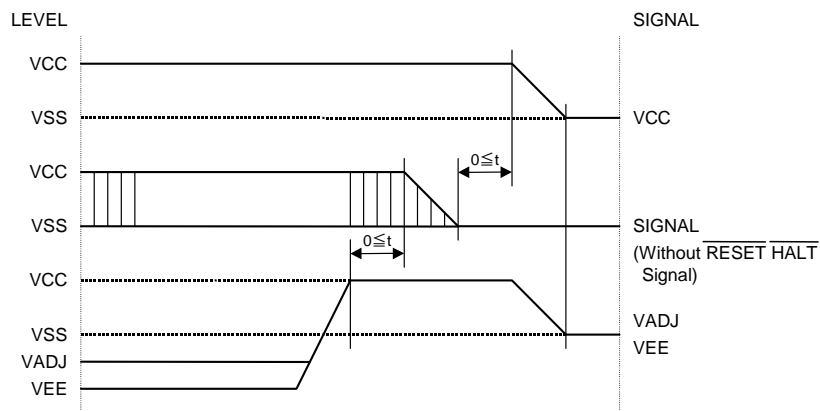 LEVEL
SIGNAL
VCC
VSS
VCC
0≦t
VCC
VSS
SIGNAL
(Without RESET HALT
Signal)
0≦t
VCC
VSS
VADJ
VADJ
VEE
VEE